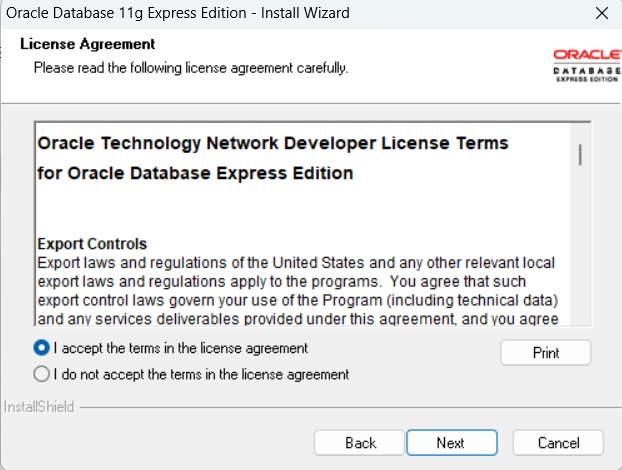 Oracle Database 11g Express Edition - Install Wizard
License Agreement
Please read the following license agreement carefully.
ORACLE
DATABASE
EXPRESS EDITION
Oracle Technology Network Developer License Terms
for Oracle Database Express Edition
Export Controls
Export laws and regulations of the United States and any other relevant local
export laws and regulations apply to the programs.  You agree that such
export control laws govern your use of the Program (including technical data)
and any services deliverables provided under this agreement, and you agree
I accept the terms in the license agreement
Print
I do not accept the terms in the license agreement
InstallShield
Back
Next
Cancel